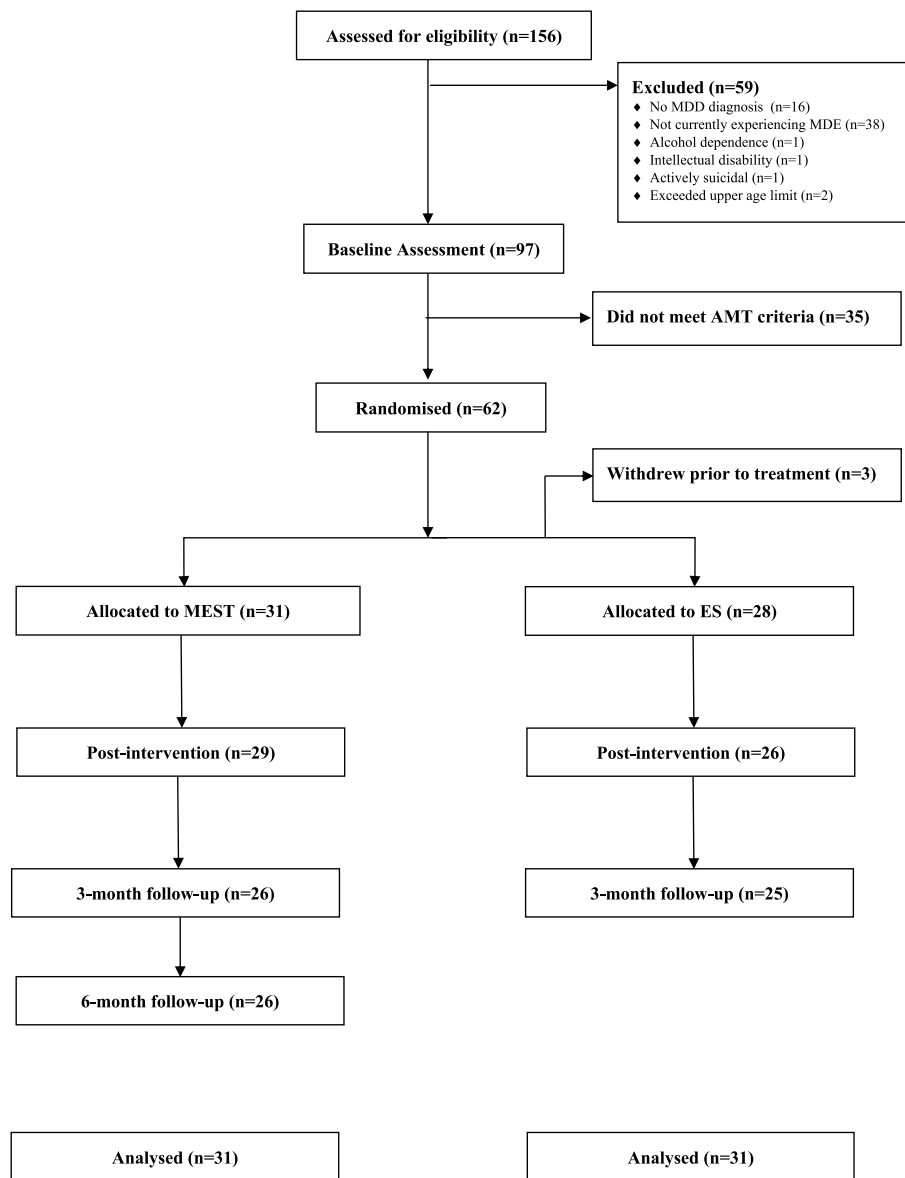 Assessed for eligibility (n=156)
Excluded (n=59)
♦ No MDD diagnosis (n=16)
♦ Not currently experiencing MDE (n=38)
♦ Alcohol dependence (n=1)
♦ Intellectual disability (n=1)
♦ Actively suicidal (n=1)
♦ Exceeded upper age limit (n=2)
Baseline Assessment (n=97)
Did not meet AMT criteria (n=35)
Randomised (n=62)
Withdrew prior to treatment (n=3)
Allocated to MEST (n=31)
Allocated to ES (n=28)
Post-intervention (n=29)
Post-intervention (n=26)
3-month follow-up (n=26)
3-month follow-up (n=25)
6-month follow-up (n=26)
Analysed (n=31)
Analysed (n=31)